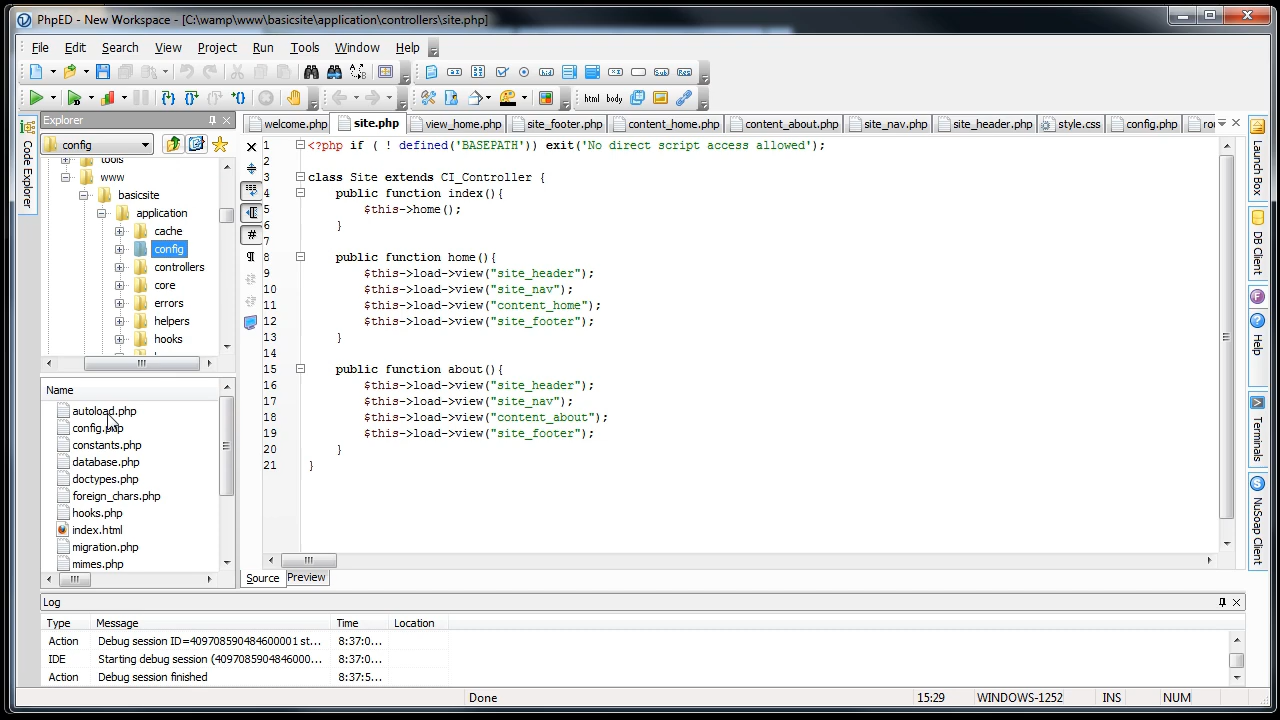 PhpED - New Workspace - [C:\wamp\www\basicsite\application\controllers\site.php]
File Edit Search View Project Run Tools Window Help
html body
Explorer
config
Code Explorer
tools
www
basicsite
application
cache
config
controllers
core
errors
helpers
hooks
Name
autoload.php
config.php
constants.php
database.php
doctypes.php
foreign_chars.php
hooks.php
index.html
migration.php
mimes.php
welcome.php site.php view_home.php site_footer.php content_home.php content_about.php site_nav.php site_header.php style.css config.php
1 <?php if ( ! defined('BASEPATH')) exit('No direct script access allowed');
2
3 class Site extends CI_Controller {
4 public function index(){
5 $this->home();
6 }
7
8 public function home(){
9 $this->load->view("site_header");
10 $this->load->view("site_nav");
11 $this->load->view("content_home");
12 $this->load->view("site_footer");
13 }
14
15 public function about(){
16 $this->load->view("site_header");
17 $this->load->view("site_nav");
18 $this->load->view("content_about");
19 $this->load->view("site_footer");
20 }
21 }
Source Preview
Launch Box
DB Client
Help
Terminals
NuSoap Client
Log
Type Message Time Location
Action Debug session ID=409708590484600001 st... 8:37:0...
IDE Starting debug session (4097085904846000... 8:37:0...
Action Debug session finished 8:37:5...
Done 15:29 WINDOWS-1252 INS NUM